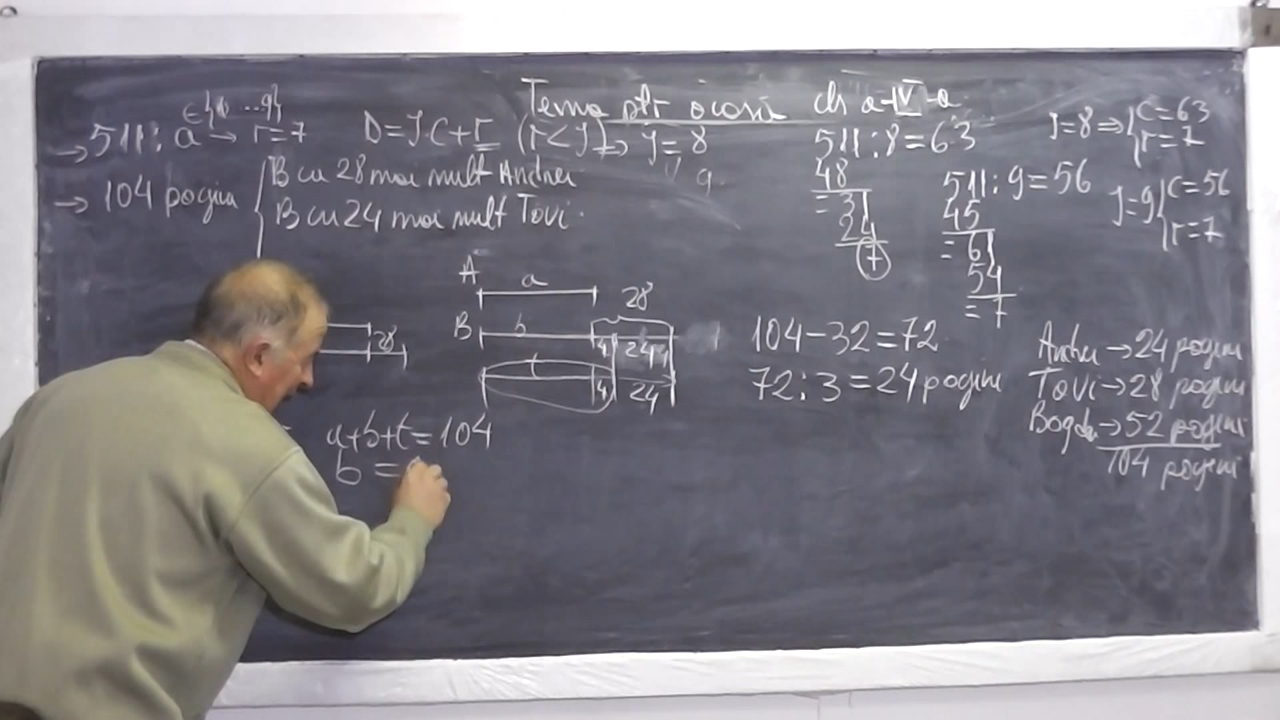 Tema ptr acasă cls a-IV-a
→ 511 : a → r=7
D=Î·C+r (r<Î) ⇒ Î=8
9
→ 104 pagini
B cu 28 mai mult Andrei
B cu 24 mai mult Tovi
511:8=63
48
=31
24
7
511:9=56
45
=61
54
=7
Î=8⇒ C=63
r=7
Î=9 C=56
r=7
28
A a
28
B b
4 24
t
4 24
104-32=72
72:3=24 pagini
Andrei→24 pagini
Tovi→28 pagini
Bogdan→52 pagini
104 pagini
a+b+t=104
b=